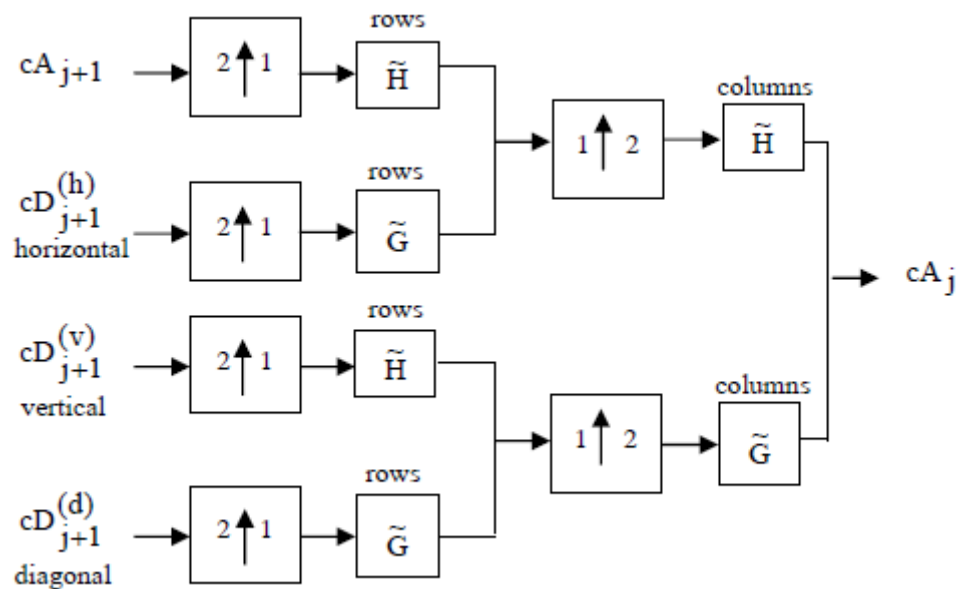 rows
cA j+1
2 1
H̃
columns
1 2
H̃
rows
cD (h) j+1
horizontal
2 1
G̃
cA j
rows
cD (v) j+1
vertical
2 1
H̃
columns
1 2
G̃
rows
cD (d) j+1
diagonal
2 1
G̃